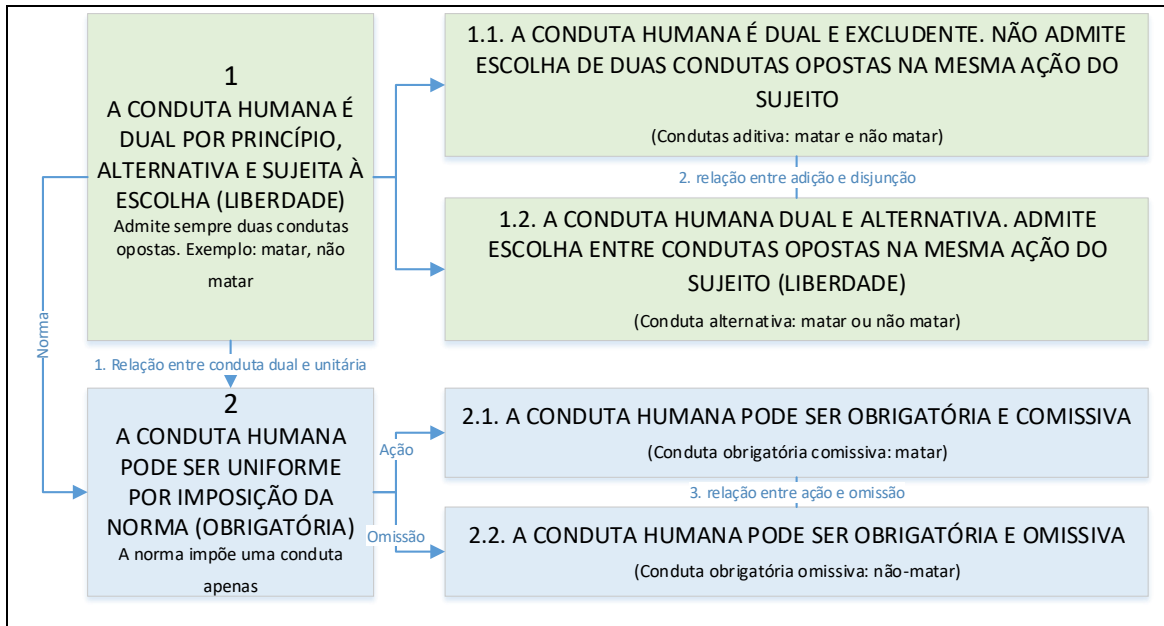 1
A CONDUTA HUMANA É
DUAL POR PRINCÍPIO,
ALTERNATIVA E SUJEITA À
ESCOLHA (LIBERDADE)
Admite sempre duas condutas
opostas. Exemplo: matar, não
matar
1.1. A CONDUTA HUMANA É DUAL E EXCLUDENTE. NÃO ADMITE
ESCOLHA DE DUAS CONDUTAS OPOSTAS NA MESMA AÇÃO DO
SUJEITO
(Condutas aditiva: matar e não matar)
2. relação entre adição e disjunção
1.2. A CONDUTA HUMANA DUAL E ALTERNATIVA. ADMITE
ESCOLHA ENTRE CONDUTAS OPOSTAS NA MESMA AÇÃO DO
SUJEITO (LIBERDADE)
(Conduta alternativa: matar ou não matar)
Norma
1. Relação entre conduta dual e unitária
2
A CONDUTA HUMANA
PODE SER UNIFORME
POR IMPOSIÇÃO DA
NORMA (OBRIGATÓRIA)
A norma impõe uma conduta
apenas
Ação
Omissão
2.1. A CONDUTA HUMANA PODE SER OBRIGATÓRIA E COMISSIVA
(Conduta obrigatória comissiva: matar)
3. relação entre ação e omissão
2.2. A CONDUTA HUMANA PODE SER OBRIGATÓRIA E OMISSIVA
(Conduta obrigatória omissiva: não-matar)